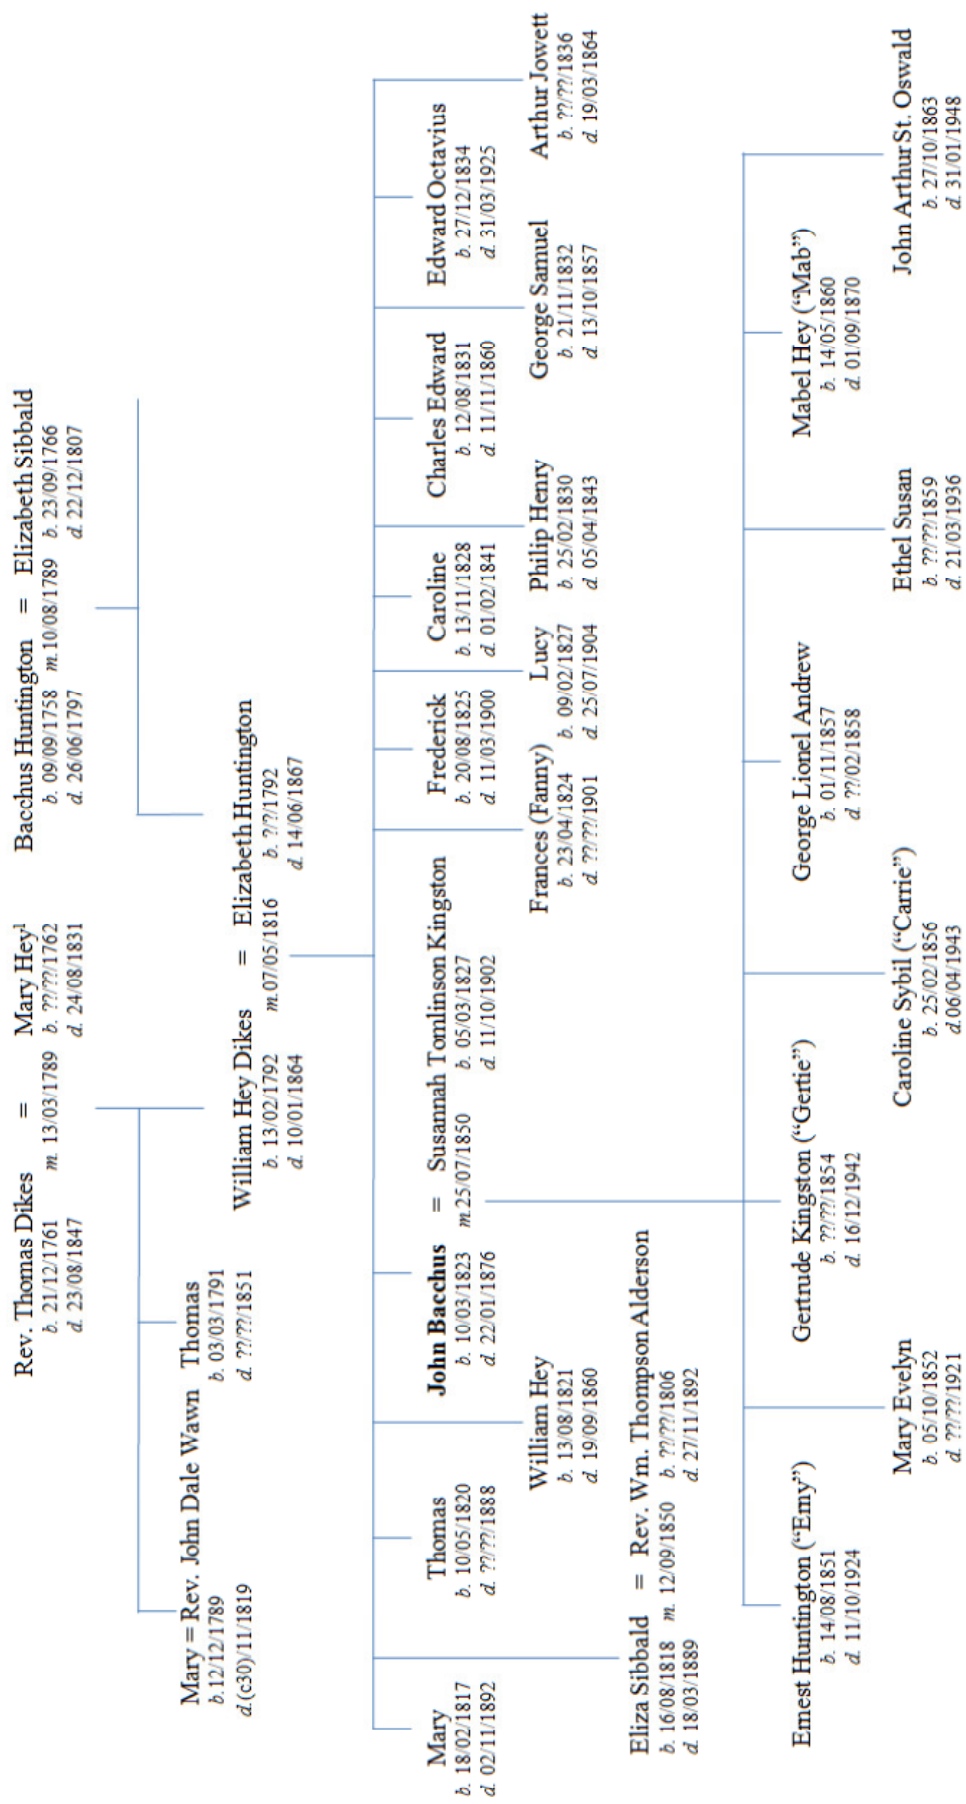 Rev. Thomas Dikes = Mary Hey¹
b. 21/12/1761 m. 13/03/1789 b. ??/??/1762
d. 23/08/1847 d. 24/08/1831
Bacchus Huntington = Elizabeth Sibbald
b. 09/09/1758 m.10/08/1789 b. 23/09/1766
d. 26/06/1797 d. 22/12/1807
Mary = Rev. John Dale Wawn
b.12/12/1789
d.(c30)/11/1819
Thomas
b. 03/03/1791
d. ??/??/1851
William Hey Dikes = Elizabeth Huntington
b. 13/02/1792 m.07/05/1816 b. ?/?/1792
d. 10/01/1864 d. 14/06/1867
Mary
b. 18/02/1817
d. 02/11/1892
Eliza Sibbald = Rev. Wm. Thompson Alderson
b. 16/08/1818 m. 12/09/1850 b. ??/??/1806
d. 18/03/1889 d. 27/11/1892
Thomas
b. 10/05/1820
d. ??/??/1888
William Hey
b. 13/08/1821
d. 19/09/1860
John Bacchus = Susannah Tomlinson Kingston
b. 10/03/1823 m.25/07/1850 b. 05/03/1827
d. 22/01/1876 d. 11/10/1902
Frances (Fanny)
b. 23/04/1824
d. ??/??/1901
Frederick
b. 20/08/1825
d. 11/03/1900
Lucy
b. 09/02/1827
d. 25/07/1904
Caroline
b. 13/11/1828
d. 01/02/1841
Philip Henry
b. 25/02/1830
d. 05/04/1843
Charles Edward
b. 12/08/1831
d. 11/11/1860
George Samuel
b. 21/11/1832
d. 13/10/1857
Edward Octavius
b. 27/12/1834
d. 31/03/1925
Arthur Jowett
b. ??/??/1836
d. 19/03/1864
Ernest Huntington (“Erny”)
b. 14/08/1851
d. 11/10/1924
Mary Evelyn
b. 05/10/1852
d. ??/??/1921
Gertrude Kingston (“Gertie”)
b. ??/??/1854
d. 16/12/1942
Caroline Sybil (“Carrie”)
b. 25/02/1856
d.06/04/1943
George Lionel Andrew
b. 01/11/1857
d. ??/02/1858
Ethel Susan
b. ??/??/1859
d. 21/03/1936
Mabel Hey (“Mab”)
b. 14/05/1860
d. 01/09/1870
John Arthur St. Oswald
b. 27/10/1863
d. 31/01/1948